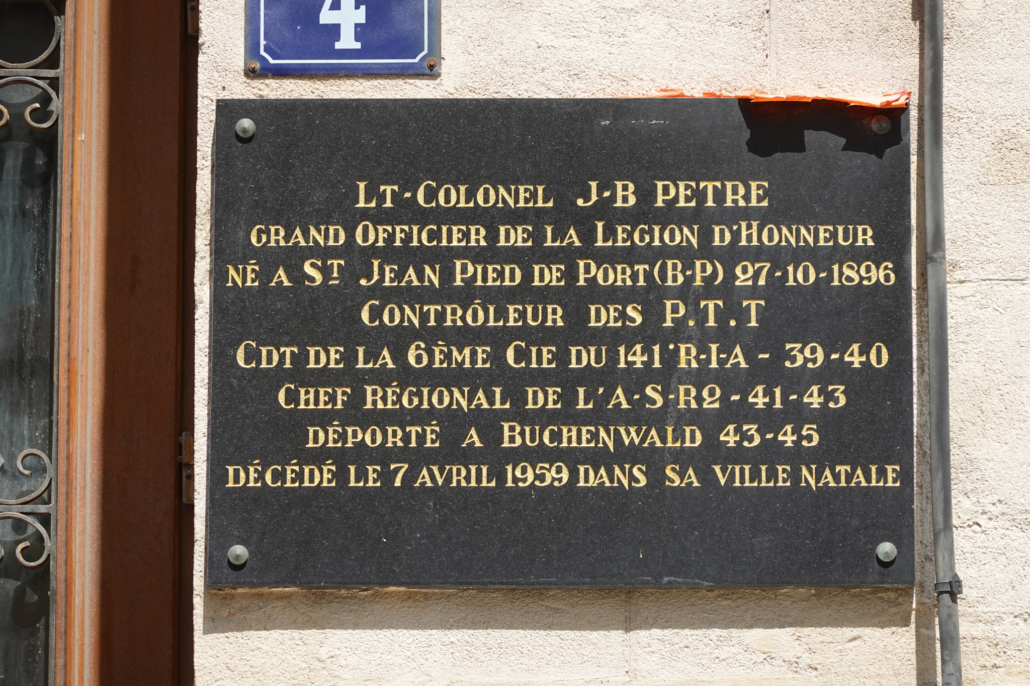 4
LT-COLONEL J-B PETRE
GRAND OFFICIER DE LA LEGION D'HONNEUR
NÉ A ST JEAN PIED DE PORT (B-P) 27-10-1896
CONTRÔLEUR DES P.T.T
CDT DE LA 6ÈME CIE DU 141°R-I-A - 39-40
CHEF RÉGIONAL DE L'A-S-R2 -41-43
DÉPORTÉ A BUCHENWALD 43-45
DÉCÉDÉ LE 7 AVRIL 1959 DANS SA VILLE NATALE